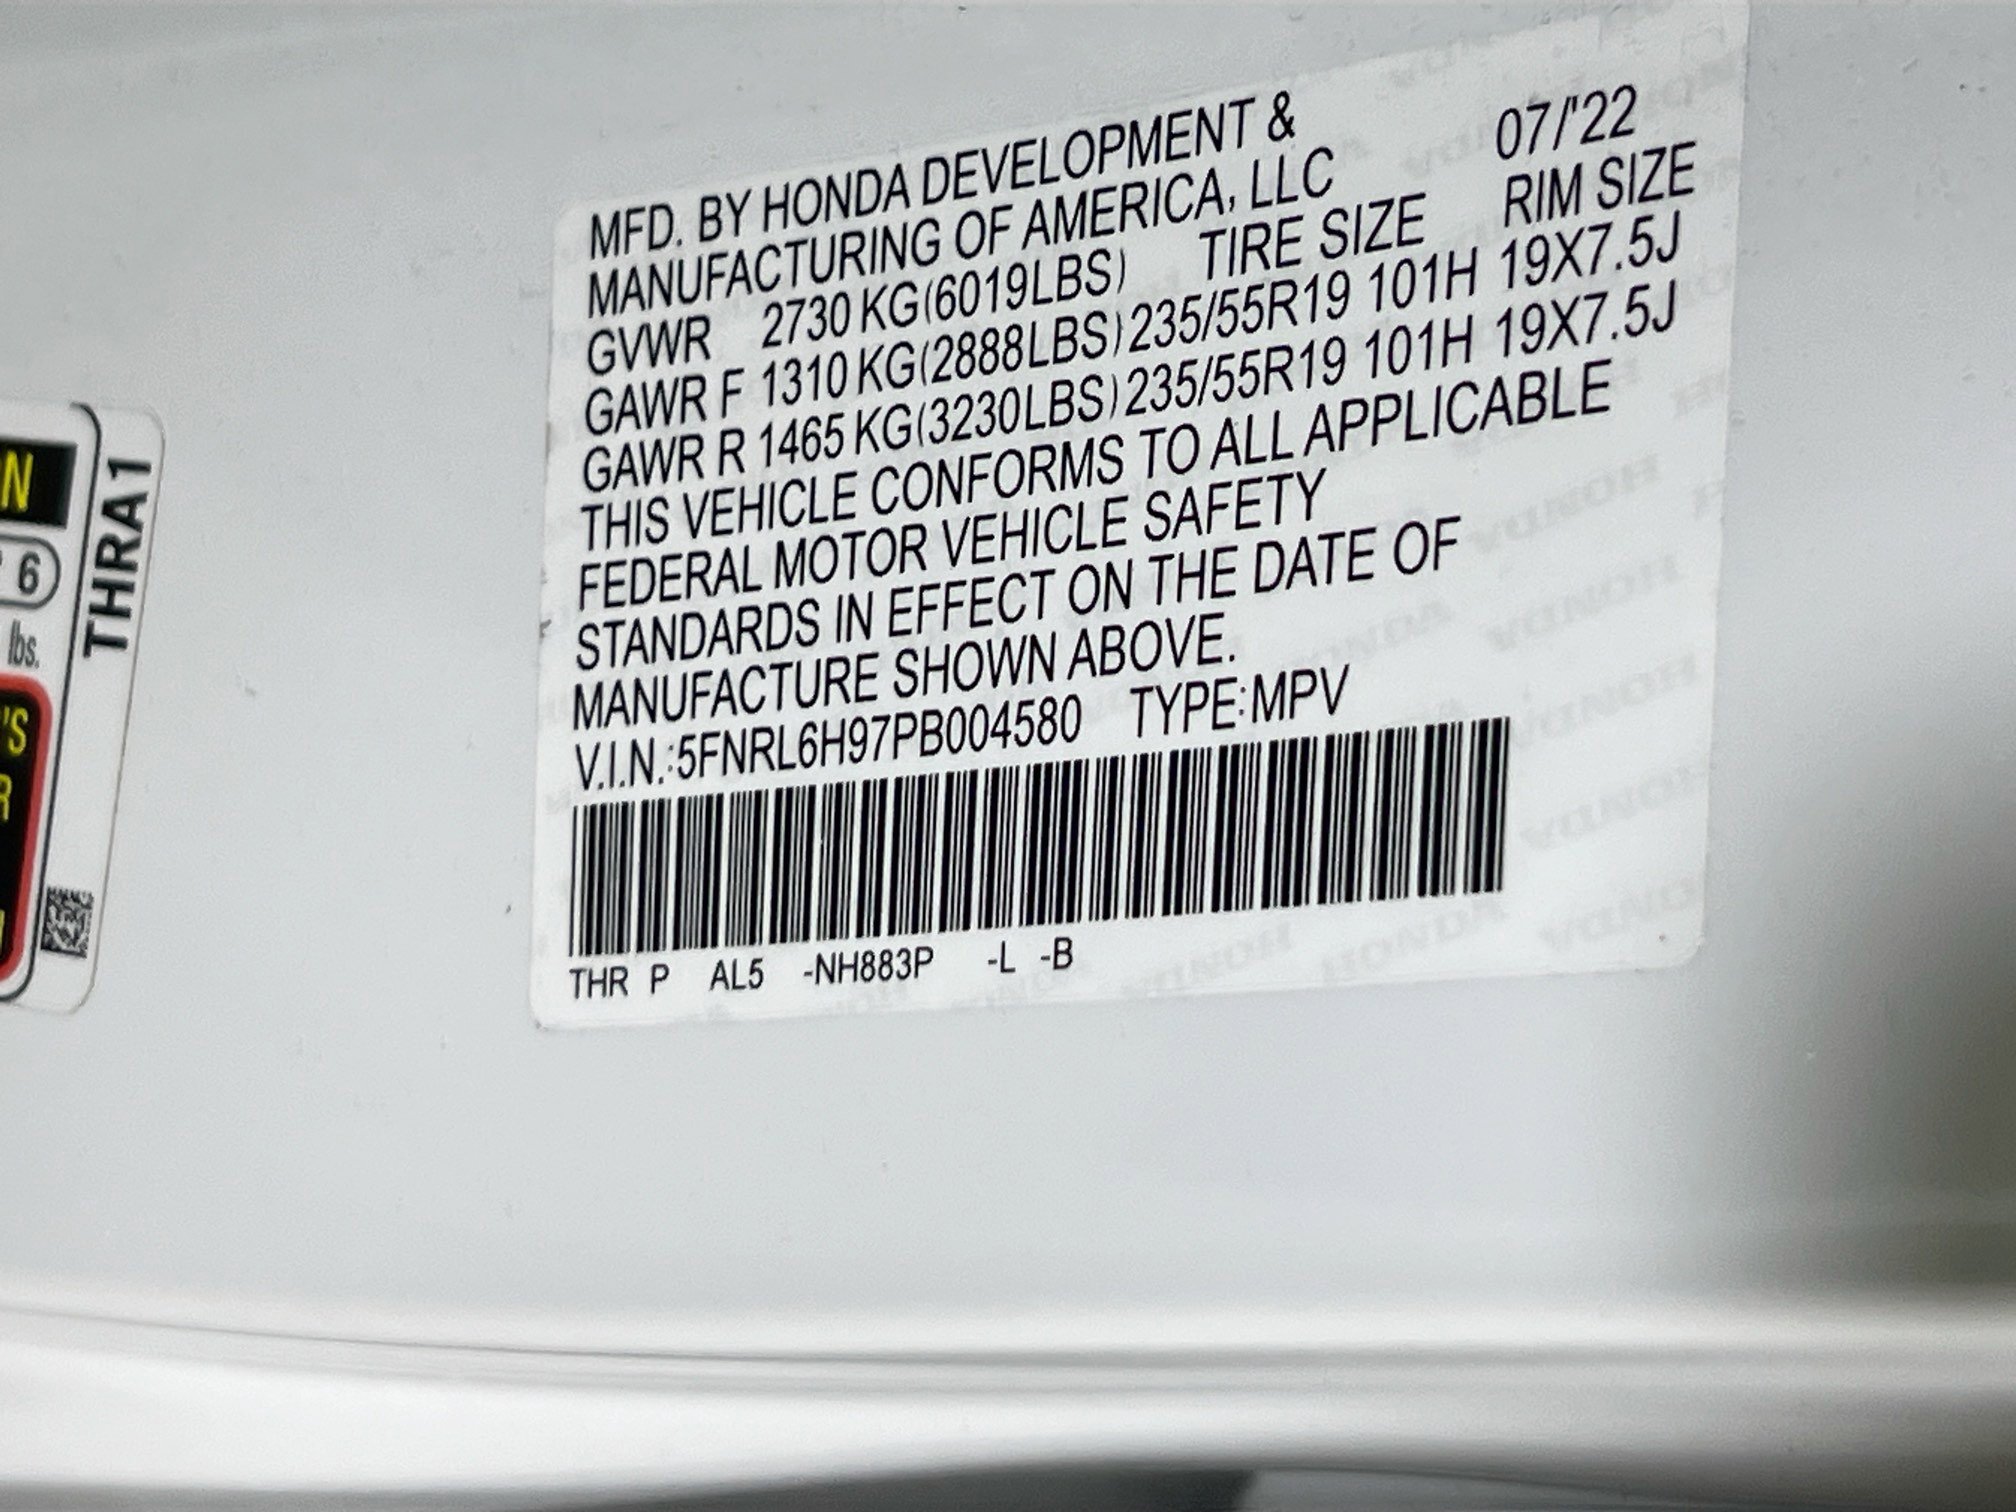 MFD. BY HONDA DEVELOPMENT & 07/'22
MANUFACTURING OF AMERICA, LLC
GVWR 2730 KG(6019LBS) TIRE SIZE RIM SIZE
GAWR F 1310 KG(2888LBS) 235/55R19 101H 19X7.5J
GAWR R 1465 KG(3230LBS) 235/55R19 101H 19X7.5J
THIS VEHICLE CONFORMS TO ALL APPLICABLE
FEDERAL MOTOR VEHICLE SAFETY
STANDARDS IN EFFECT ON THE DATE OF
MANUFACTURE SHOWN ABOVE.
V.I.N.:5FNRL6H97PB004580 TYPE:MPV
THR P AL5 -NH883P -L -B
THRA1
N
6
lbs.
'S
R